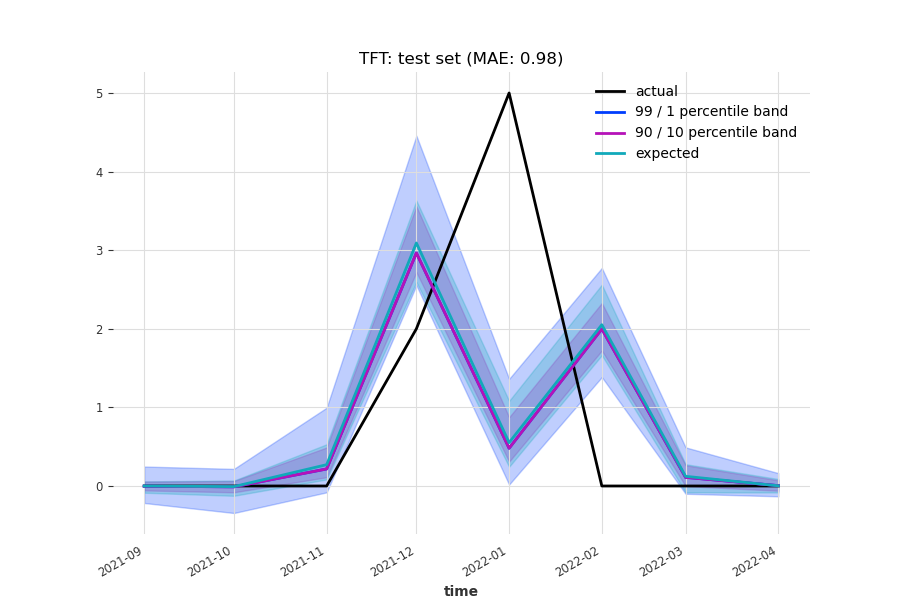 TFT: test set (MAE: 0.98)
actual
99 / 1 percentile band
90 / 10 percentile band
expected
5
4
3
2
1
0
2021-09
2021-10
2021-11
2021-12
2022-01
2022-02
2022-03
2022-04
time